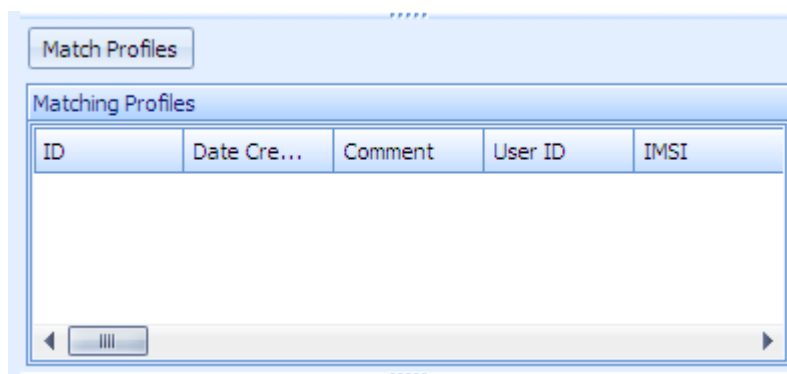 Match Profiles
Matching Profiles
ID Date Cre... Comment User ID IMSI